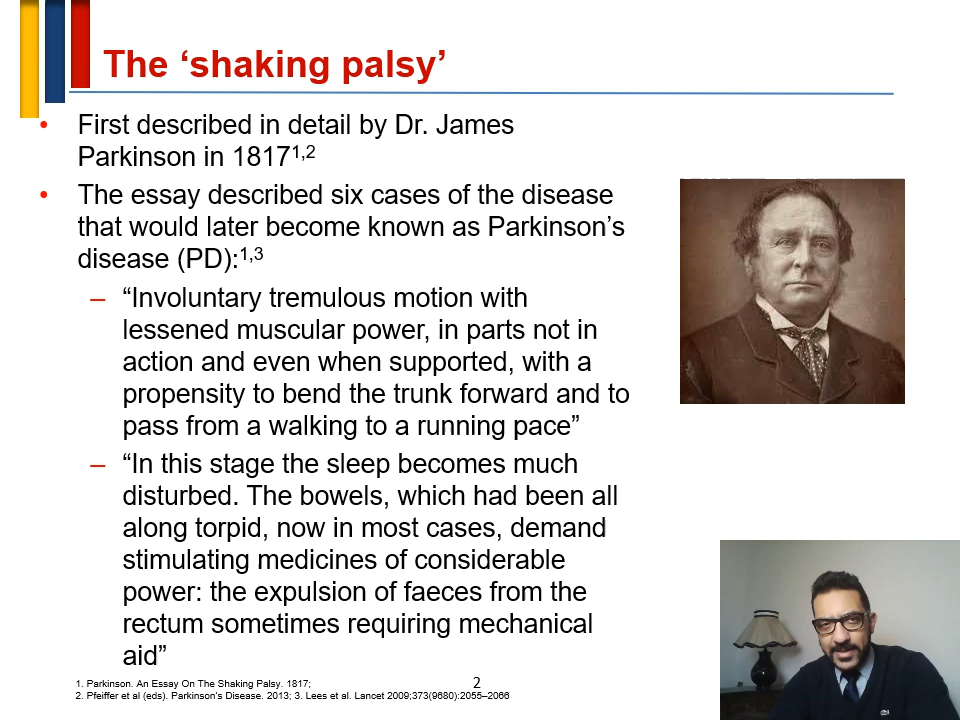 The ‘shaking palsy’
• First described in detail by Dr. James
Parkinson in 1817¹,²
• The essay described six cases of the disease
that would later become known as Parkinson’s
disease (PD):¹,³
– “Involuntary tremulous motion with
lessened muscular power, in parts not in
action and even when supported, with a
propensity to bend the trunk forward and to
pass from a walking to a running pace”
– “In this stage the sleep becomes much
disturbed. The bowels, which had been all
along torpid, now in most cases, demand
stimulating medicines of considerable
power: the expulsion of faeces from the
rectum sometimes requiring mechanical
aid”
1. Parkinson. An Essay On The Shaking Palsy. 1817;
2. Pfeiffer et al (eds). Parkinson’s Disease. 2013; 3. Lees et al. Lancet 2009;373(9680):2055–2066
2